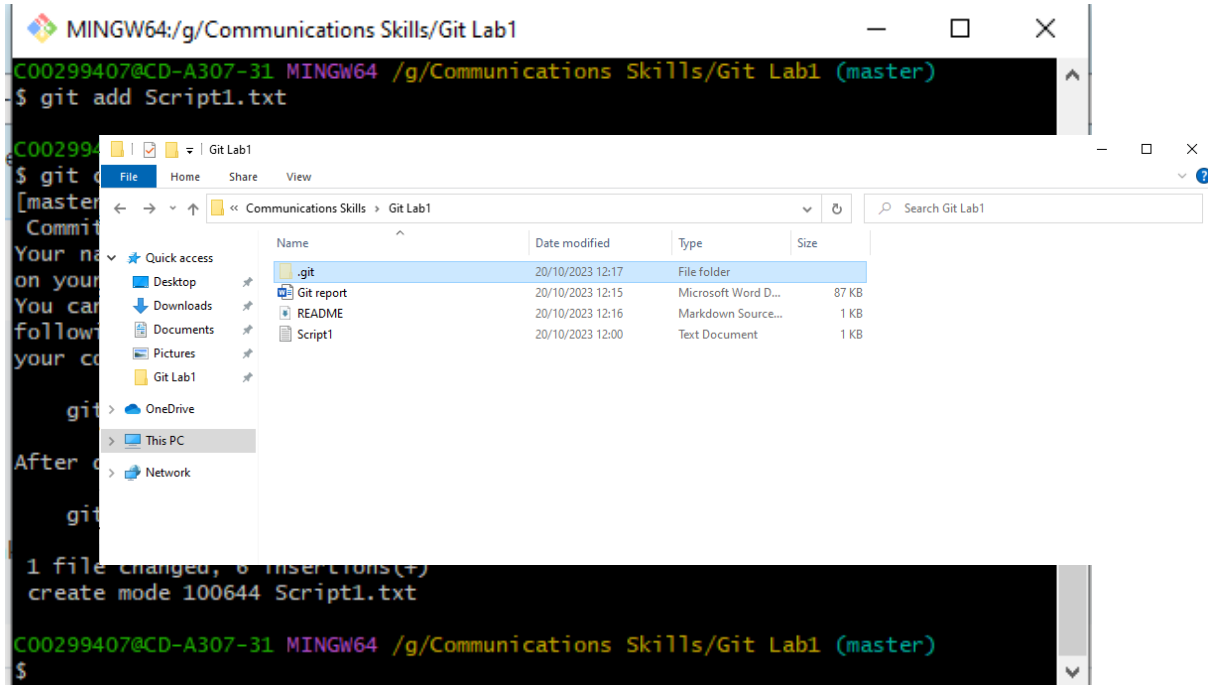 MINGW64:/g/Communications Skills/Git Lab1
C00299407@CD-A307-31 MINGW64 /g/Communications Skills/Git Lab1 (master)
$ git add Script1.txt
C00299
$ git
[master
Commit
Your na
on your
You can
followi
your co
git
After
git
Git Lab1
File Home Share View
« Communications Skills › Git Lab1
Search Git Lab1
Name Date modified Type Size
Quick access
Desktop
Downloads
Documents
Pictures
Git Lab1
OneDrive
This PC
Network
.git 20/10/2023 12:17 File folder
Git report 20/10/2023 12:15 Microsoft Word D... 87 KB
README 20/10/2023 12:16 Markdown Source... 1 KB
Script1 20/10/2023 12:00 Text Document 1 KB
1 file changed, 6 insertions(+)
create mode 100644 Script1.txt
C00299407@CD-A307-31 MINGW64 /g/Communications Skills/Git Lab1 (master)
$